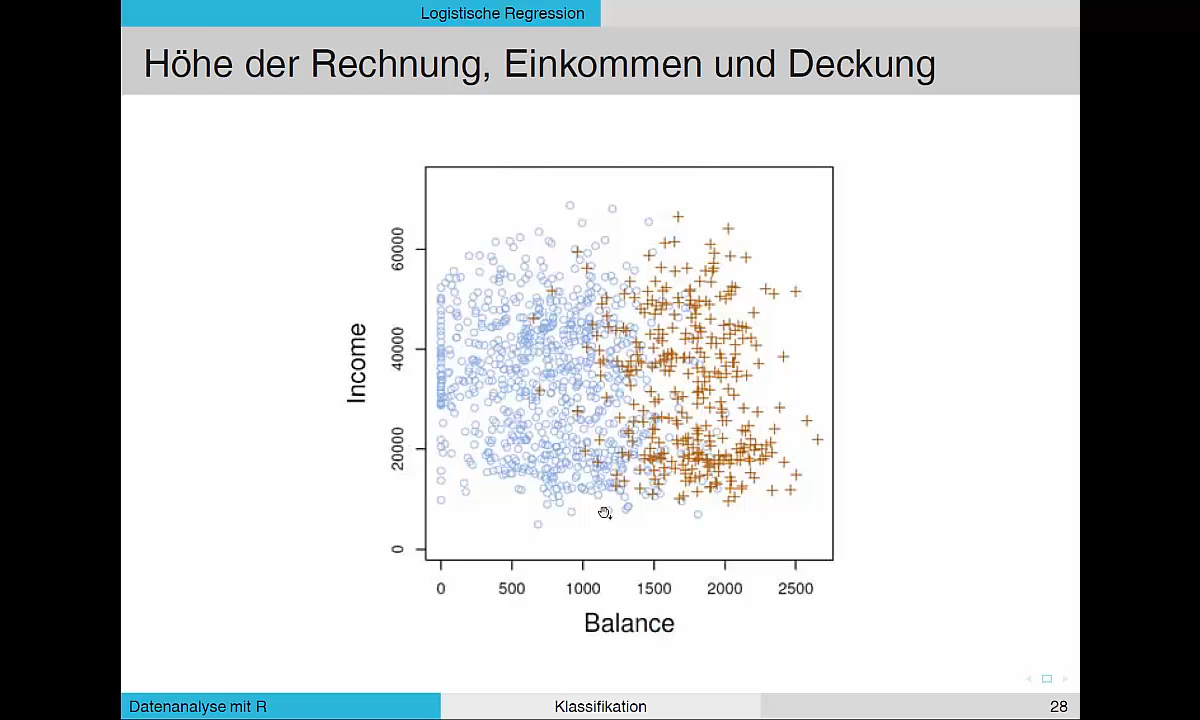 Logistische Regression
Höhe der Rechnung, Einkommen und Deckung
60000
40000
20000
0
Income
0 500 1000 1500 2000 2500
Balance
Datenanalyse mit R Klassifikation 28